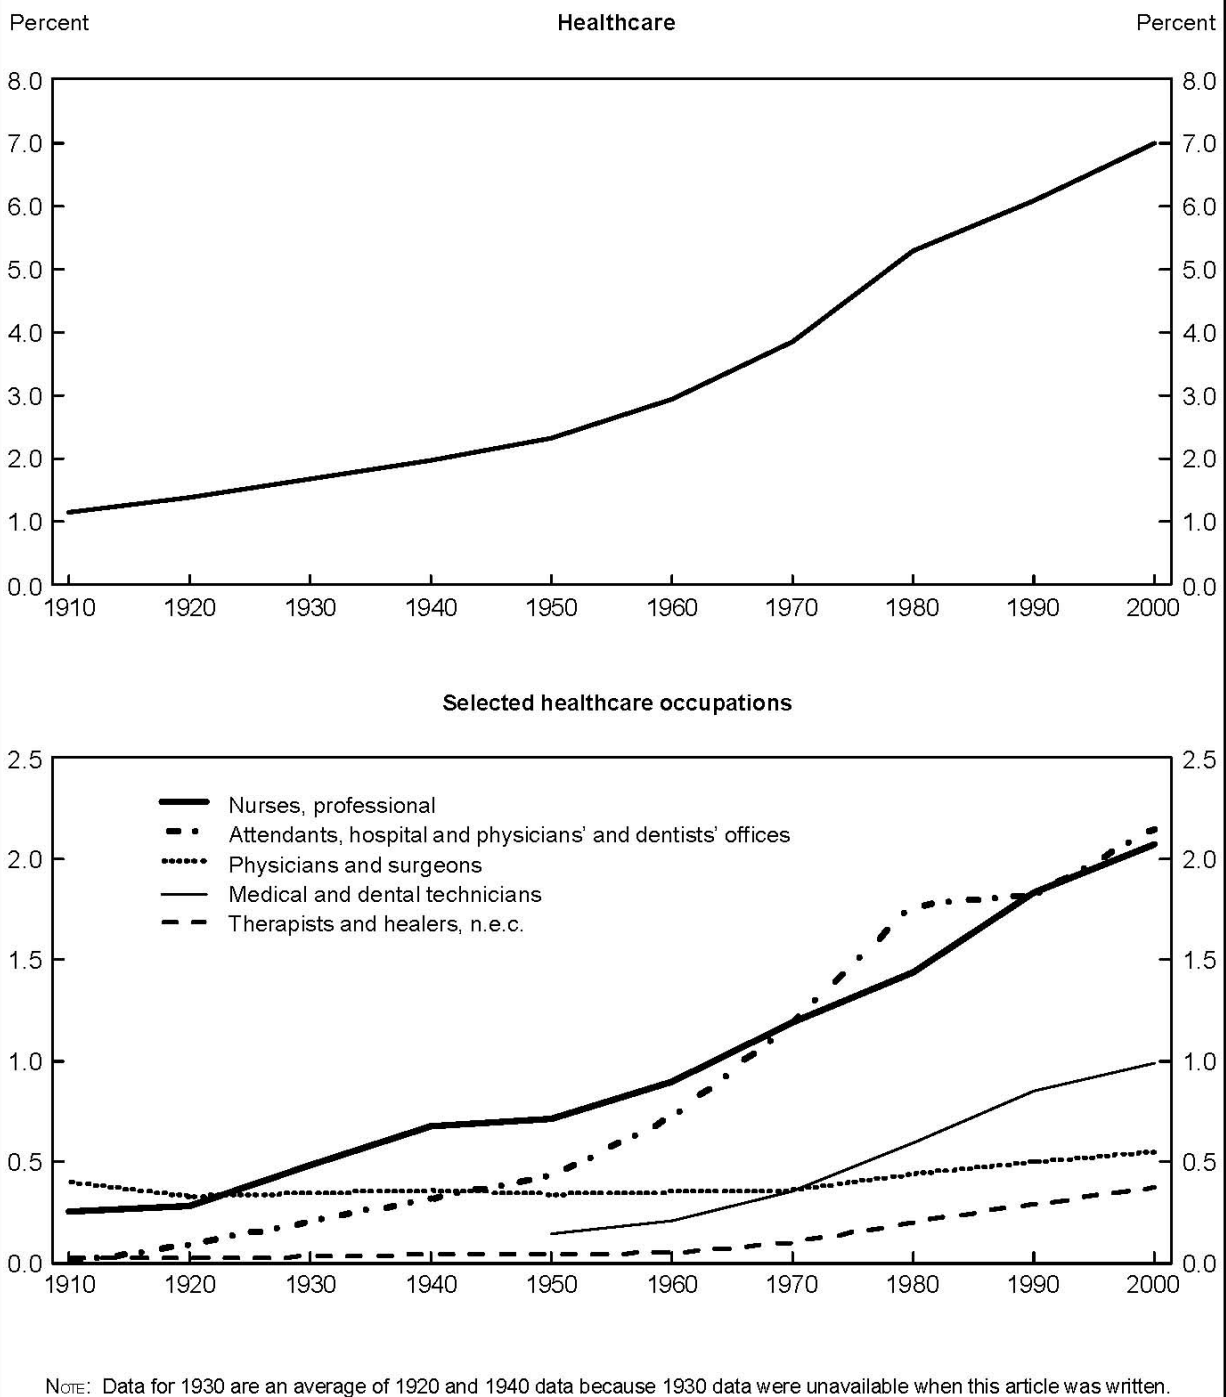 Percent Healthcare Percent
8.0 8.0
7.0 7.0
6.0 6.0
5.0 5.0
4.0 4.0
3.0 3.0
2.0 2.0
1.0 1.0
0.0 0.0
1910 1920 1930 1940 1950 1960 1970 1980 1990 2000
Selected healthcare occupations
2.5 2.5
Nurses, professional
Attendants, hospital and physicians' and dentists' offices
2.0 Physicians and surgeons 2.0
Medical and dental technicians
Therapists and healers, n.e.c.
1.5 1.5
1.0 1.0
0.5 0.5
0.0 0.0
1910 1920 1930 1940 1950 1960 1970 1980 1990 2000
NOTE: Data for 1930 are an average of 1920 and 1940 data because 1930 data were unavailable when this article was written.